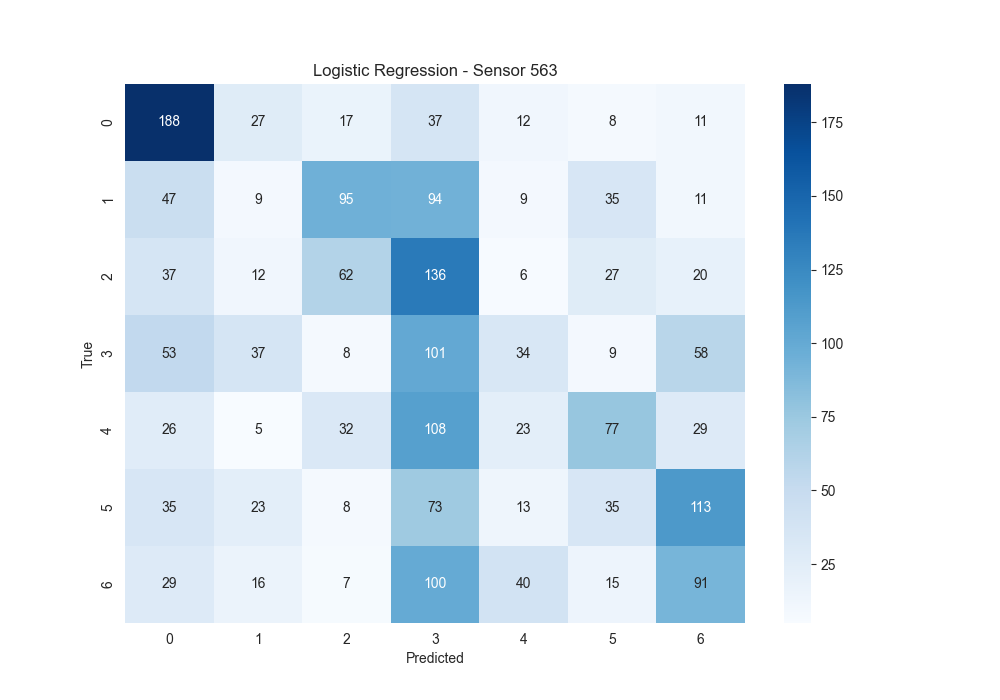 Logistic Regression - Sensor 563
0 188 27 17 37 12 8 11
1 47 9 95 94 9 35 11
2 37 12 62 136 6 27 20
3 53 37 8 101 34 9 58
4 26 5 32 108 23 77 29
5 35 23 8 73 13 35 113
6 29 16 7 100 40 15 91
0 1 2 3 4 5 6
Predicted
True
175
150
125
100
75
50
25